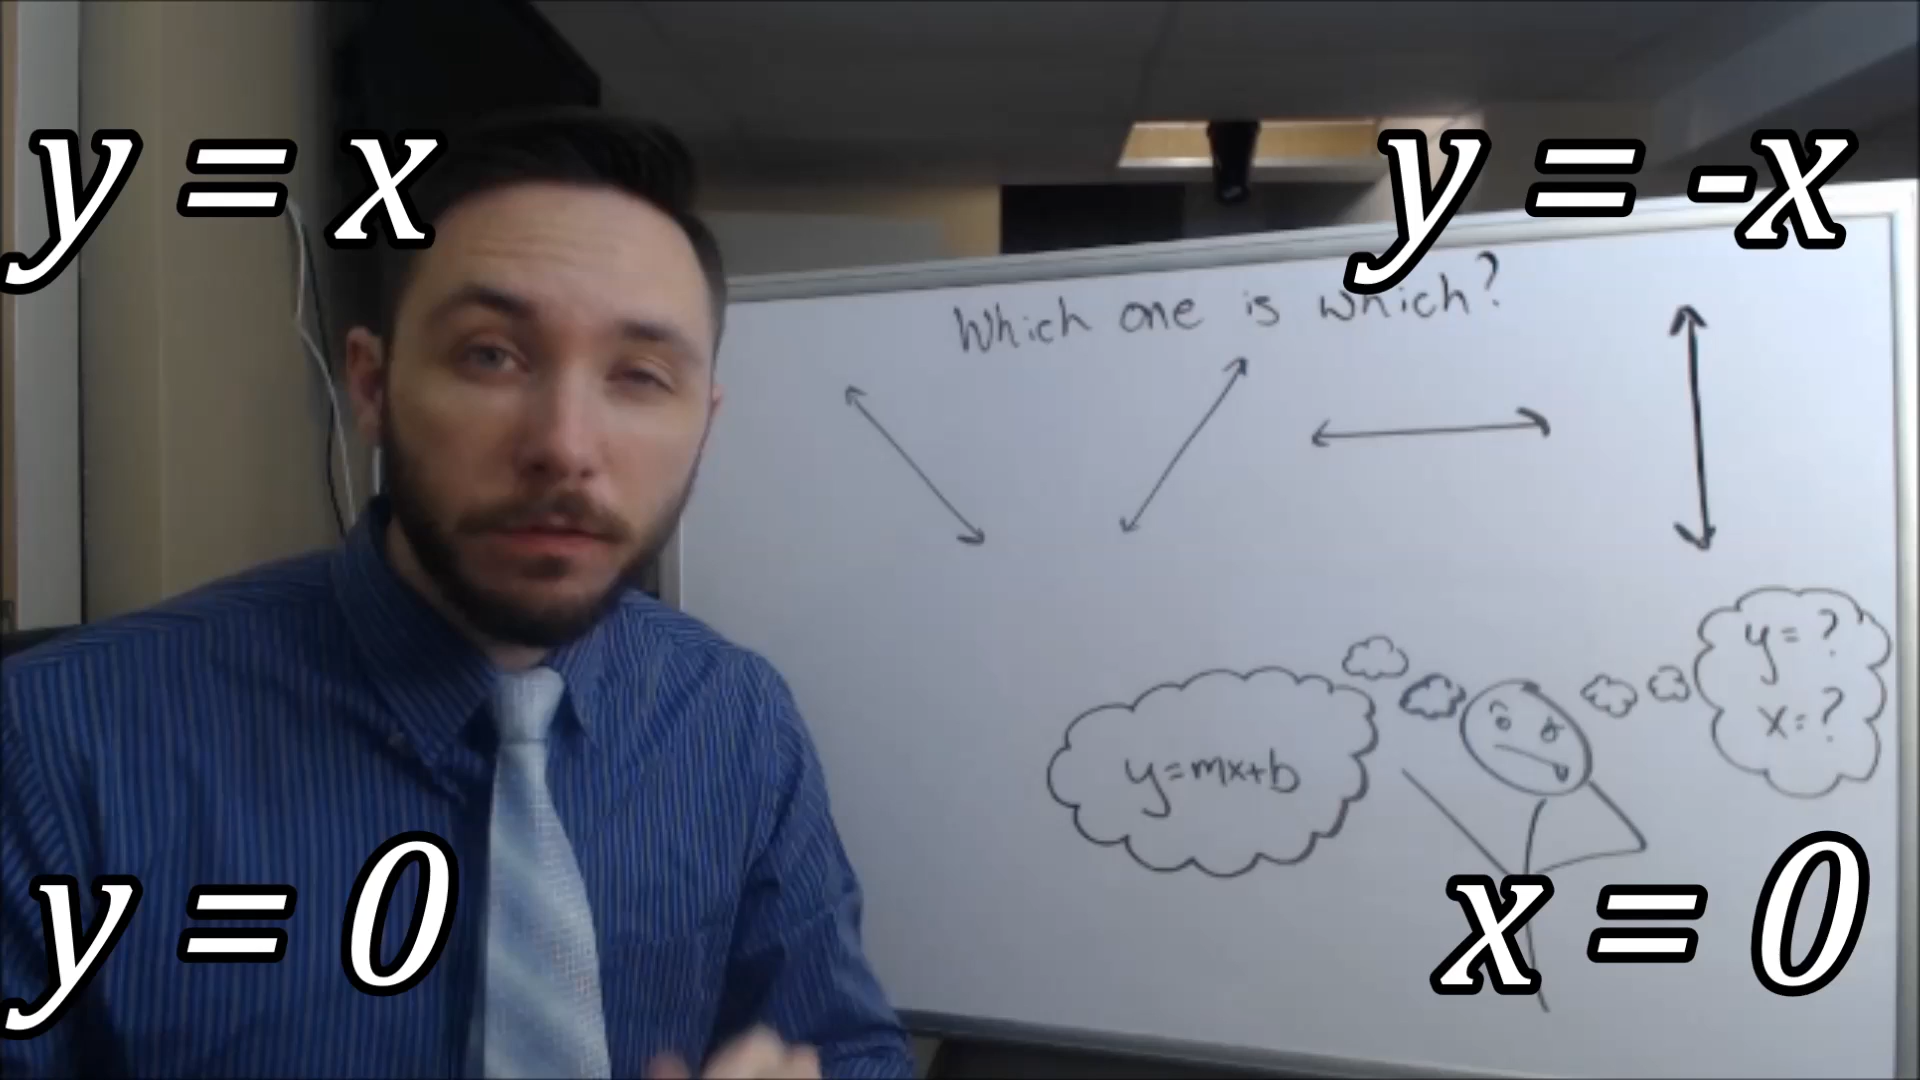 y = x
y = -x
Which one is which?
y = ?
x = ?
y=mx+b
y = 0
x = 0